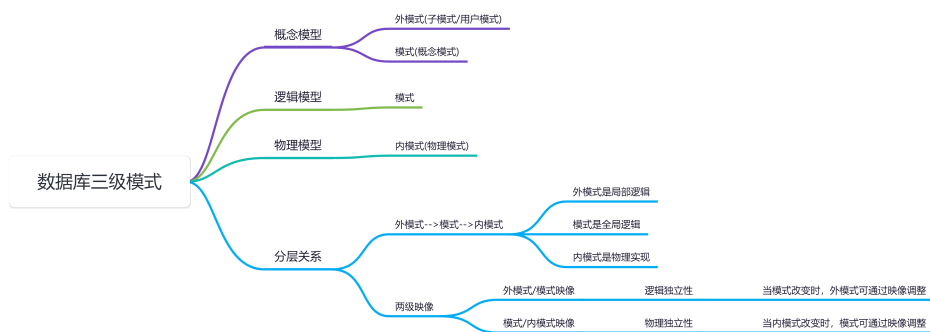 数据库三级模式
概念模型
外模式(子模式/用户模式)
模式(概念模式)
逻辑模型
模式
物理模型
内模式(物理模式)
分层关系
外模式-->模式-->内模式
外模式是局部逻辑
模式是全局逻辑
内模式是物理实现
两级映像
外模式/模式映像
逻辑独立性
当模式改变时，外模式可通过映像调整
模式/内模式映像
物理独立性
当内模式改变时，模式可通过映像调整